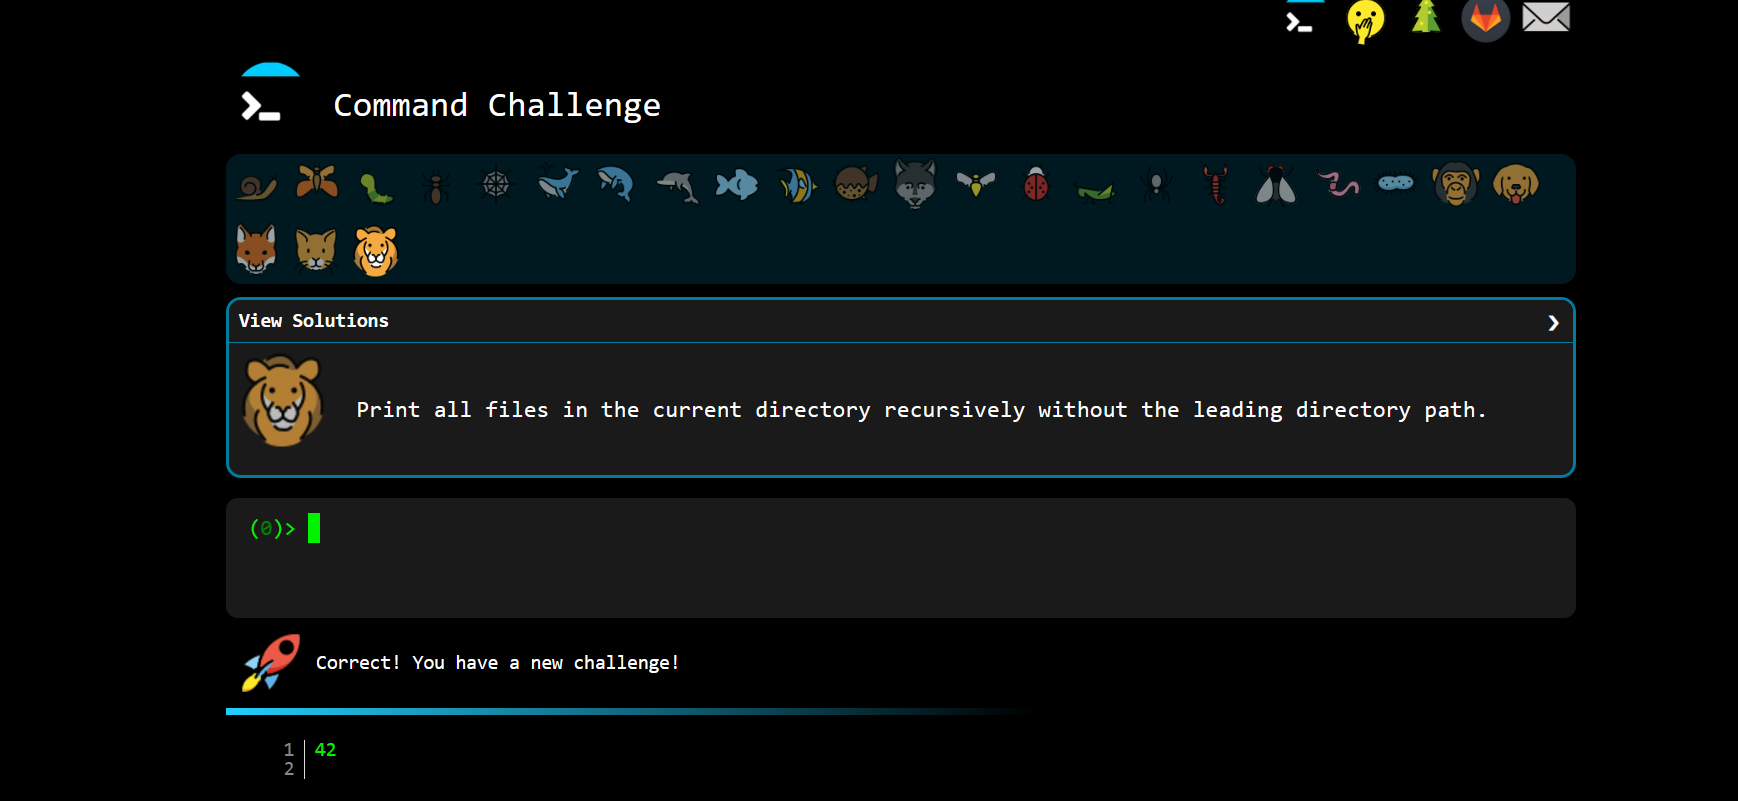 Command Challenge
View Solutions
Print all files in the current directory recursively without the leading directory path.
(0)>
Correct! You have a new challenge!
1 42
2